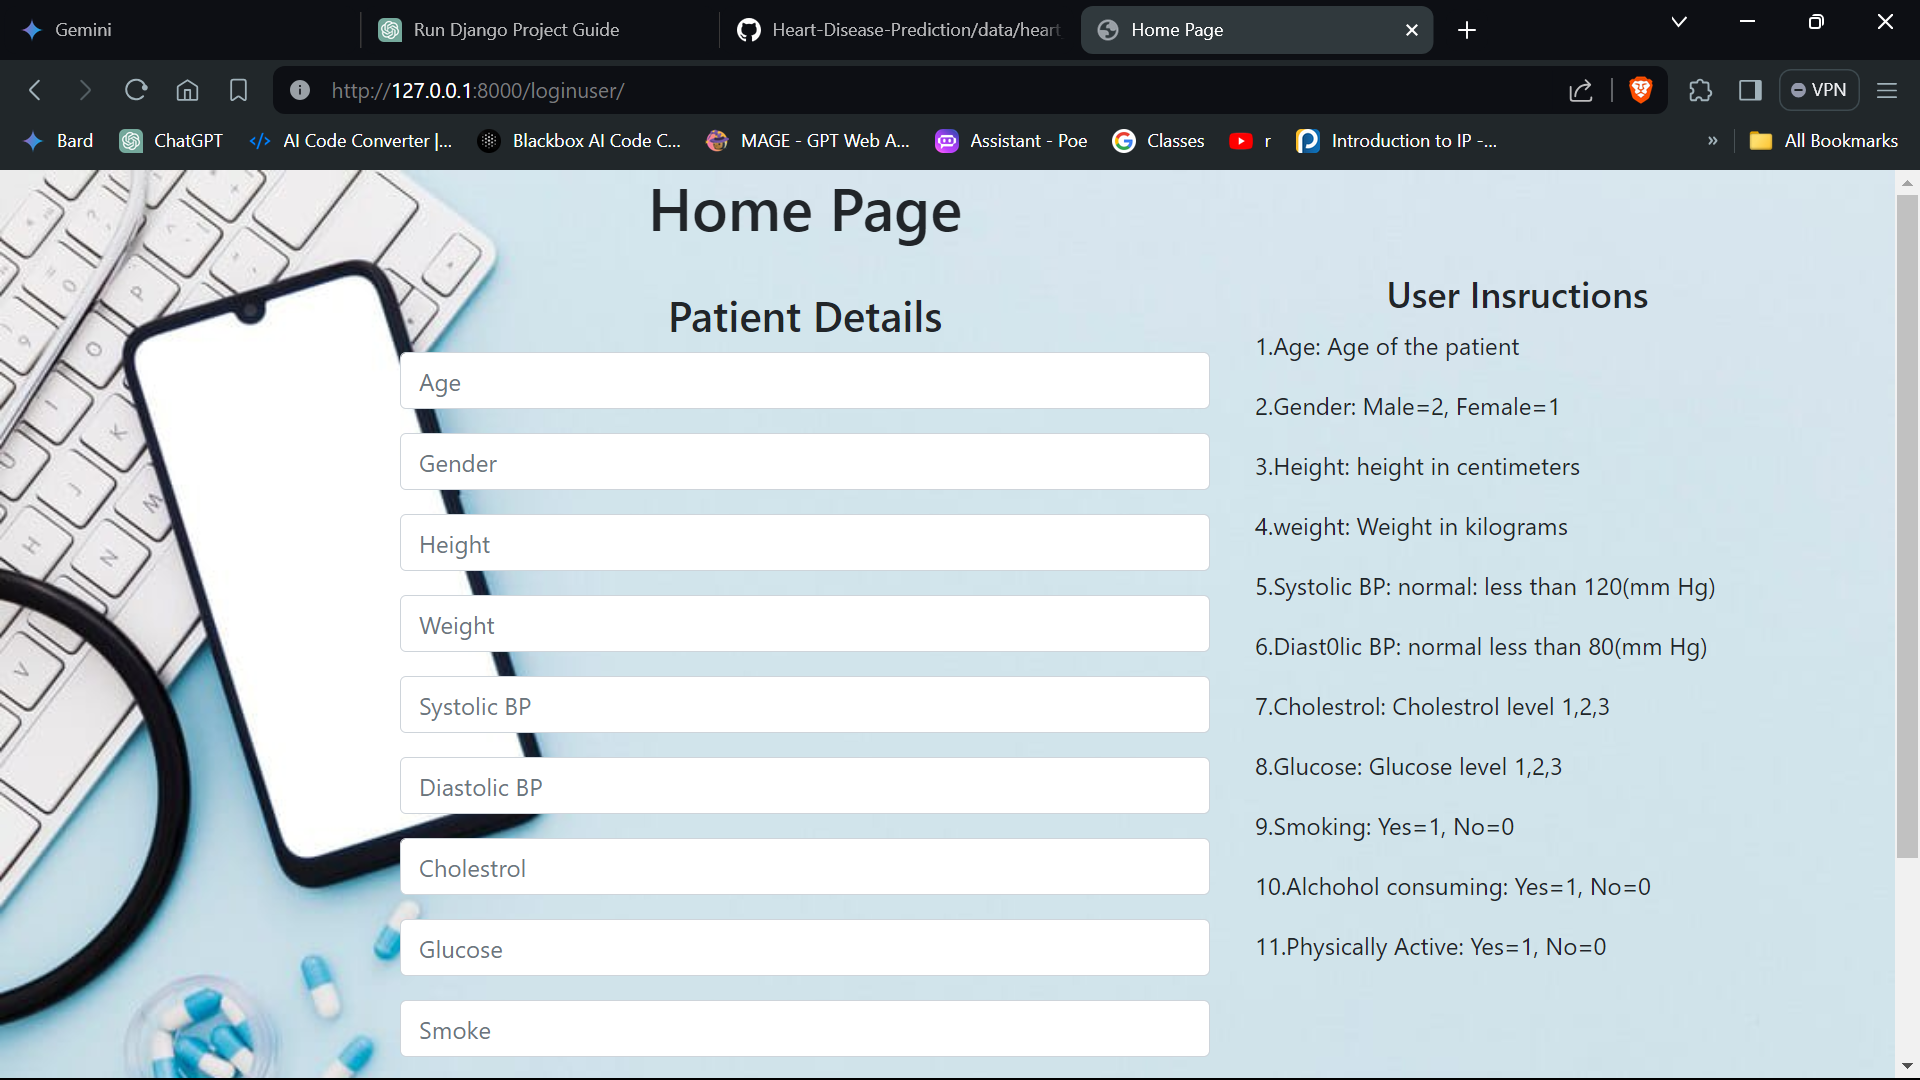 Gemini
Run Django Project Guide
Heart-Disease-Prediction/data/heart
Home Page
http://127.0.0.1:8000/loginuser/
VPN
Bard
ChatGPT
AI Code Converter |...
Blackbox AI Code C...
MAGE - GPT Web A...
Assistant - Poe
Classes
r
Introduction to IP -...
»
All Bookmarks
Home Page
Patient Details
Age
Gender
Height
Weight
Systolic BP
Diastolic BP
Cholestrol
Glucose
Smoke
User Insructions
1.Age: Age of the patient
2.Gender: Male=2, Female=1
3.Height: height in centimeters
4.weight: Weight in kilograms
5.Systolic BP: normal: less than 120(mm Hg)
6.Diast0lic BP: normal less than 80(mm Hg)
7.Cholestrol: Cholestrol level 1,2,3
8.Glucose: Glucose level 1,2,3
9.Smoking: Yes=1, No=0
10.Alchohol consuming: Yes=1, No=0
11.Physically Active: Yes=1, No=0